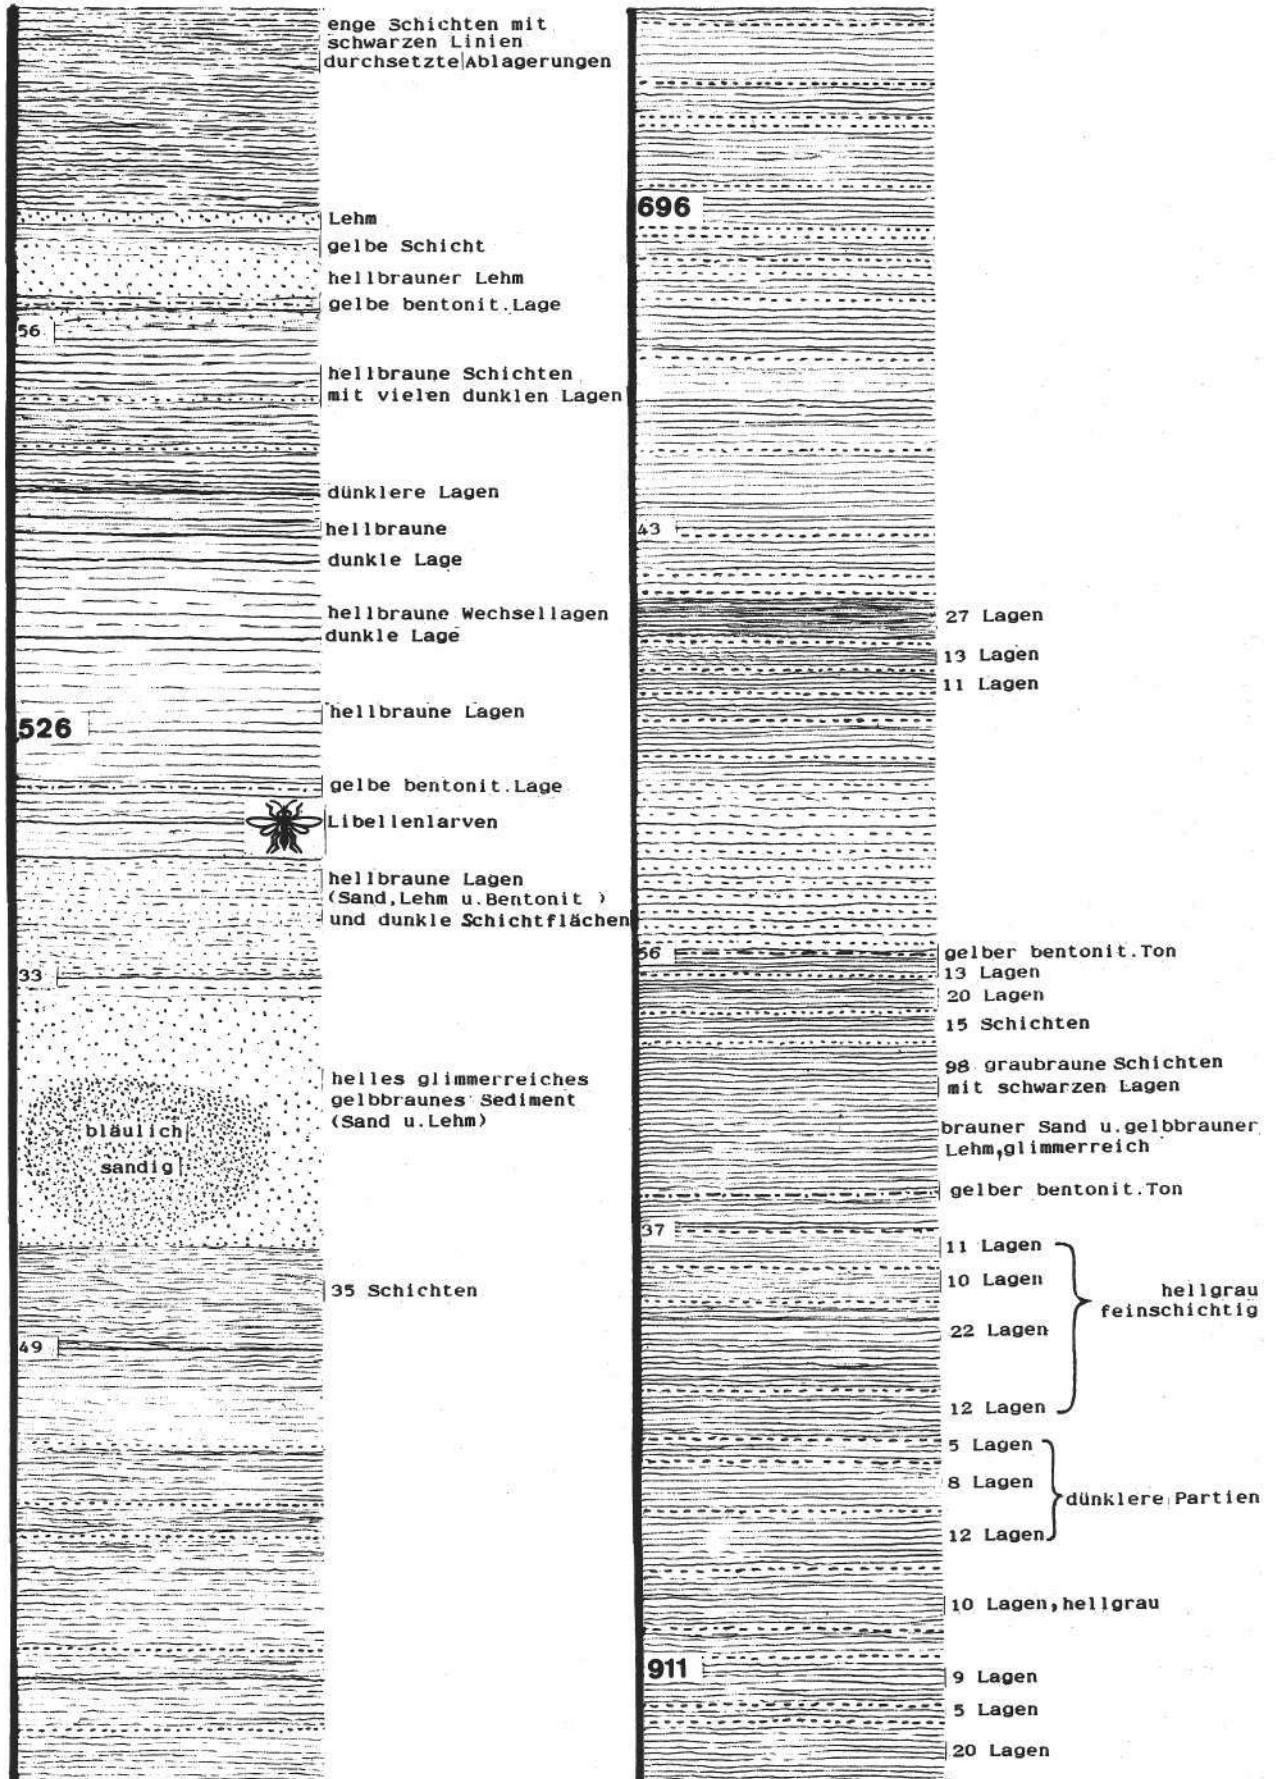 enge Schichten mit
schwarzen Linien
durchsetzte Ablagerungen
Lehm
gelbe Schicht
hellbrauner Lehm
gelbe bentonit.Lage
56
hellbraune Schichten
mit vielen dunklen Lagen
dünklere Lagen
hellbraune
dunkle Lage
hellbraune Wechsellagen
dunkle Lage
hellbraune Lagen
526
gelbe bentonit.Lage
Libellenlarven
hellbraune Lagen
(Sand,Lehm u.Bentonit )
und dunkle Schichtflächen
33
helles glimmerreiches
gelbbraunes Sediment
(Sand u.Lehm)
bläulich
sandig
35 Schichten
49
696
43
27 Lagen
13 Lagen
11 Lagen
56
gelber bentonit.Ton
13 Lagen
20 Lagen
15 Schichten
98 graubraune Schichten
mit schwarzen Lagen
brauner Sand u.gelbbrauner
Lehm,glimmerreich
gelber bentonit.Ton
37
11 Lagen
10 Lagen
hellgrau
feinschichtig
22 Lagen
12 Lagen
5 Lagen
8 Lagen
dünklere Partien
12 Lagen
10 Lagen,hellgrau
911
9 Lagen
5 Lagen
20 Lagen